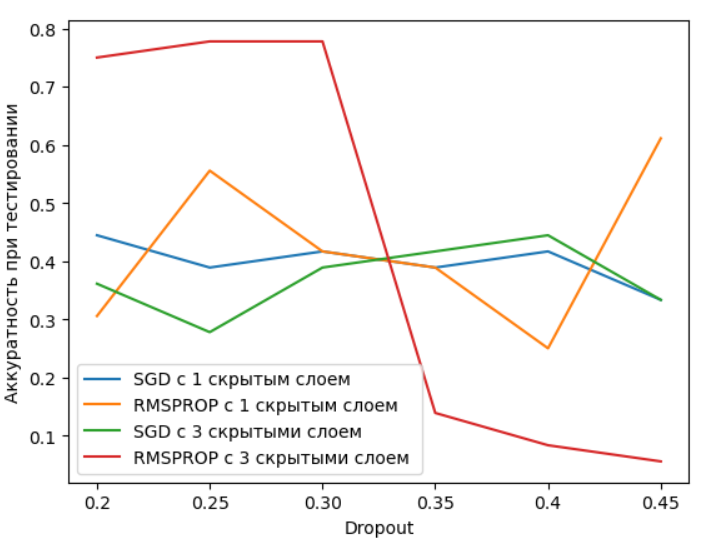 0.8
0.7
0.6
0.5
0.4
0.3
0.2
0.1
Аккуратность при тестировании
SGD с 1 скрытым слоем
RMSPROP с 1 скрытым слоем
SGD с 3 скрытыми слоем
RMSPROP с 3 скрытыми слоем
0.2 0.25 0.30 0.35 0.4 0.45
Dropout